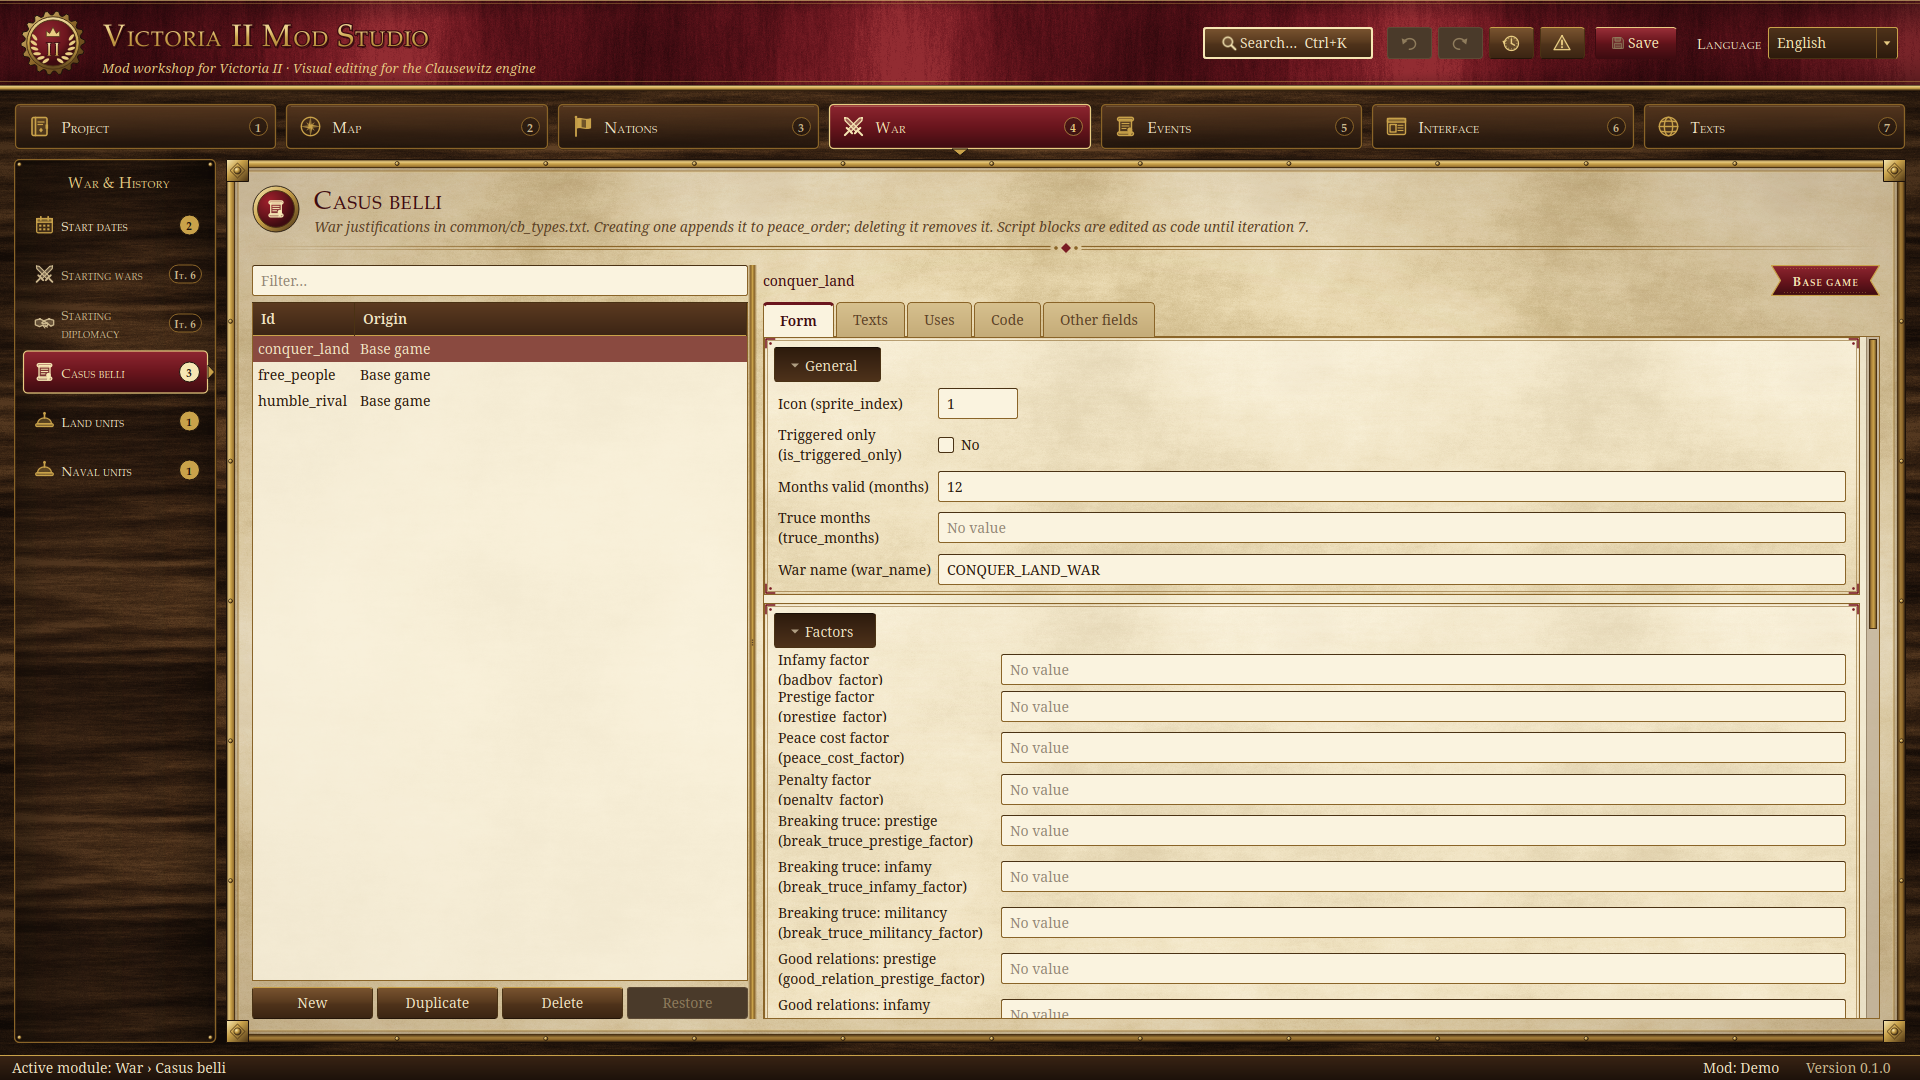 Victoria II Mod Studio
Mod workshop for Victoria II · Visual editing for the Clausewitz engine
Search... Ctrl+K
Save
Language
English
Project 1
Map 2
Nations 3
War 4
Events 5
Interface 6
Texts 7
War & History
Start dates 2
Starting wars It. 6
Starting diplomacy It. 6
Casus belli 3
Land units 1
Naval units 1
Casus belli
War justifications in common/cb_types.txt. Creating one appends it to peace_order; deleting it removes it. Script blocks are edited as code until iteration 7.
Filter...
Id Origin
conquer_land Base game
free_people Base game
humble_rival Base game
New Duplicate Delete Restore
conquer_land
Base game
Form Texts Uses Code Other fields
General
Icon (sprite_index) 1
Triggered only
(is_triggered_only) No
Months valid (months) 12
Truce months
(truce_months) No value
War name (war_name) CONQUER_LAND_WAR
Factors
Infamy factor
(badboy_factor) No value
Prestige factor
(prestige_factor) No value
Peace cost factor
(peace_cost_factor) No value
Penalty factor
(penalty_factor) No value
Breaking truce: prestige
(break_truce_prestige_factor) No value
Breaking truce: infamy
(break_truce_infamy_factor) No value
Breaking truce: militancy
(break_truce_militancy_factor) No value
Good relations: prestige
(good_relation_prestige_factor) No value
Good relations: infamy
No value
Active module: War › Casus belli
Mod: Demo
Version 0.1.0